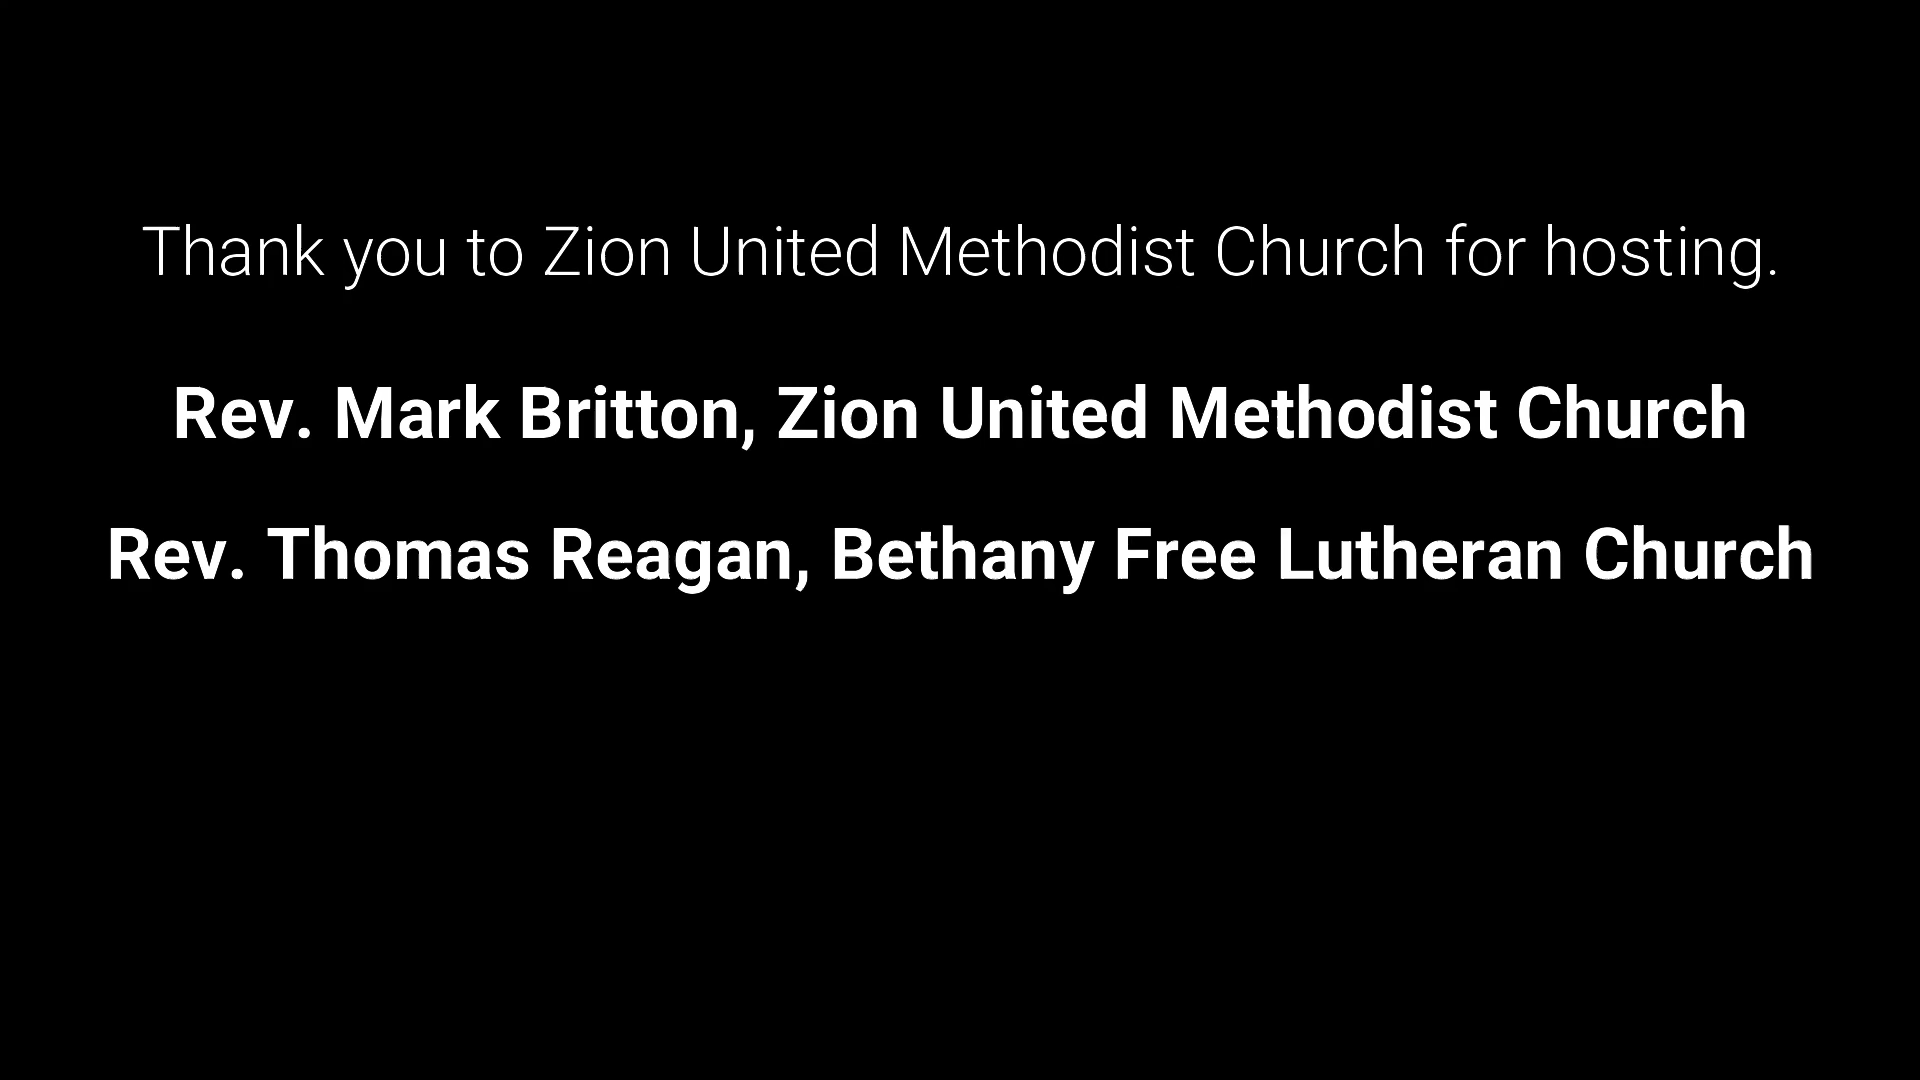 Thank you to Zion United Methodist Church for hosting.
Rev. Mark Britton, Zion United Methodist Church
Rev. Thomas Reagan, Bethany Free Lutheran Church